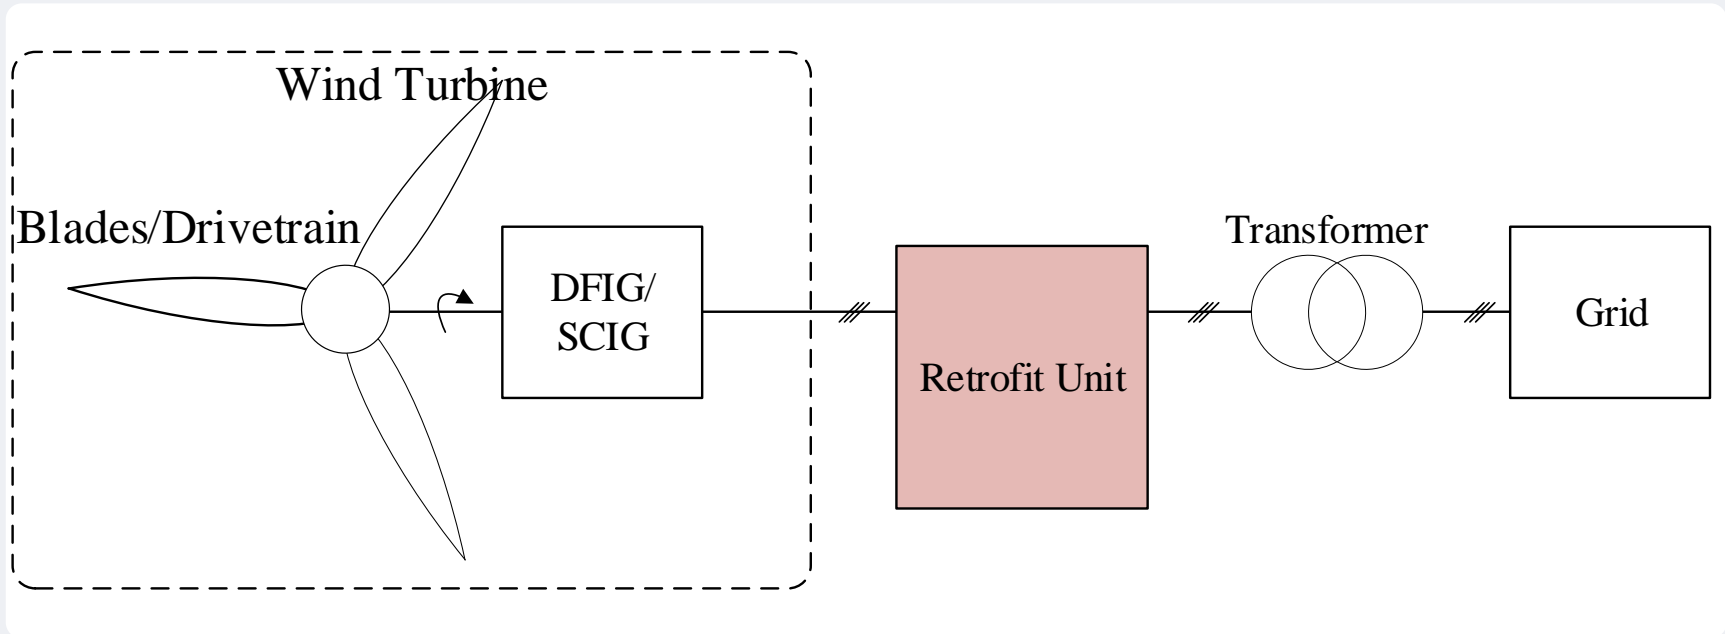 Wind Turbine
Blades/Drivetrain
DFIG/
SCIG
Retrofit Unit
Transformer
Grid